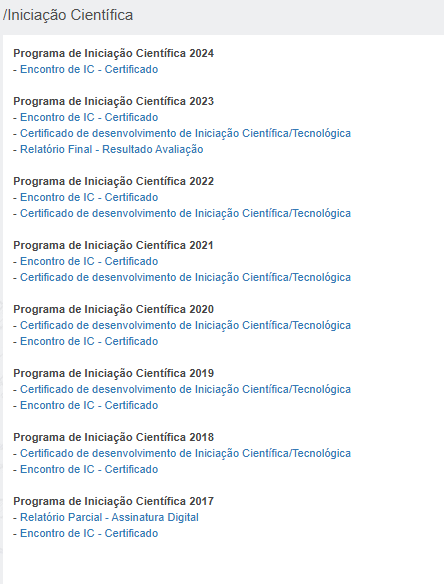 /Iniciação Científica
Programa de Iniciação Científica 2024
- Encontro de IC - Certificado
Programa de Iniciação Científica 2023
- Encontro de IC - Certificado
- Certificado de desenvolvimento de Iniciação Científica/Tecnológica
- Relatório Final - Resultado Avaliação
Programa de Iniciação Científica 2022
- Encontro de IC - Certificado
- Certificado de desenvolvimento de Iniciação Científica/Tecnológica
Programa de Iniciação Científica 2021
- Encontro de IC - Certificado
- Certificado de desenvolvimento de Iniciação Científica/Tecnológica
Programa de Iniciação Científica 2020
- Certificado de desenvolvimento de Iniciação Científica/Tecnológica
- Encontro de IC - Certificado
Programa de Iniciação Científica 2019
- Certificado de desenvolvimento de Iniciação Científica/Tecnológica
- Encontro de IC - Certificado
Programa de Iniciação Científica 2018
- Certificado de desenvolvimento de Iniciação Científica/Tecnológica
- Encontro de IC - Certificado
Programa de Iniciação Científica 2017
- Relatório Parcial - Assinatura Digital
- Encontro de IC - Certificado